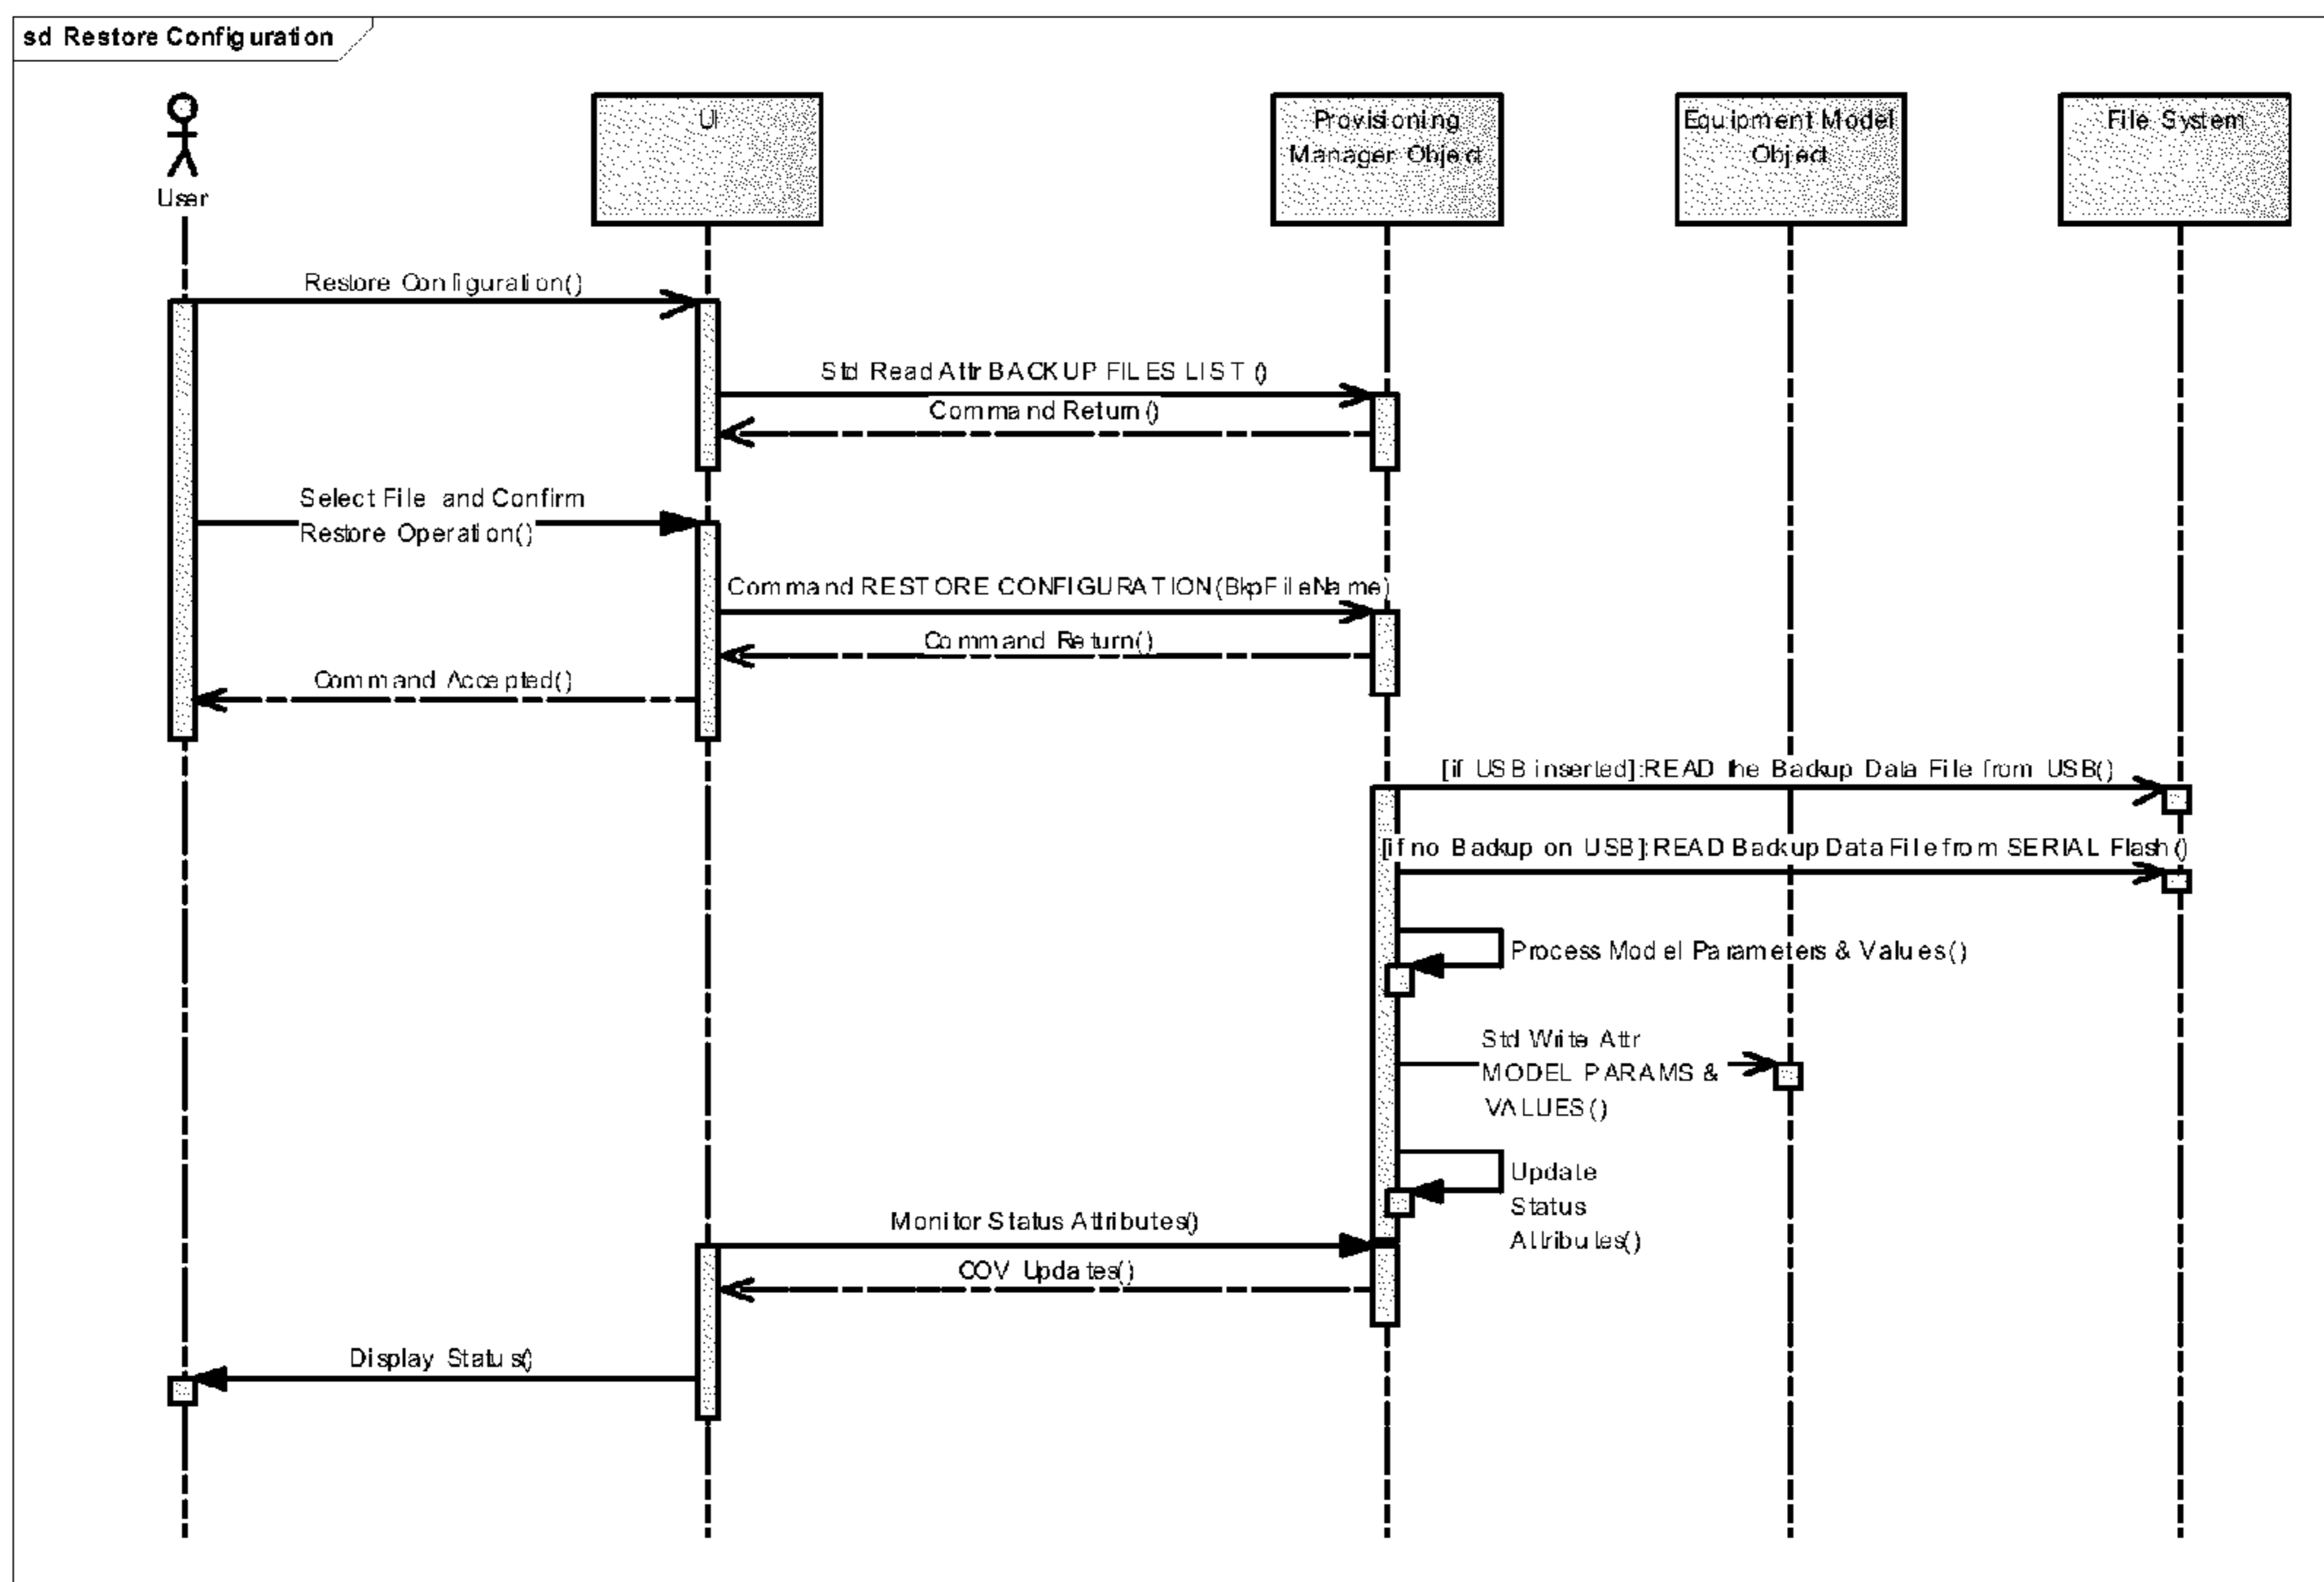 sd Restore Configuration
User
UI
Provisioning
Manager Object
Equipment Model
Object
File System
Restore Configuration()
Std Read Attr BACKUP FILES LIST ()
Command Return ()
Select File and Confirm
Restore Operation()
Command RESTORE CONFIGURATION(BkpFileName)
Command Return()
Command Accepted()
[if USB inserted]:READ the Backup Data File from USB()
[if no Backup on USB]:READ Backup Data File from SERIAL Flash ()
Process Model Parameters & Values()
Std Write Attr
MODEL PARAMS &
VALUES()
Update
Status
Attributes()
Monitor Status Attributes()
COV Updates()
Display Status()